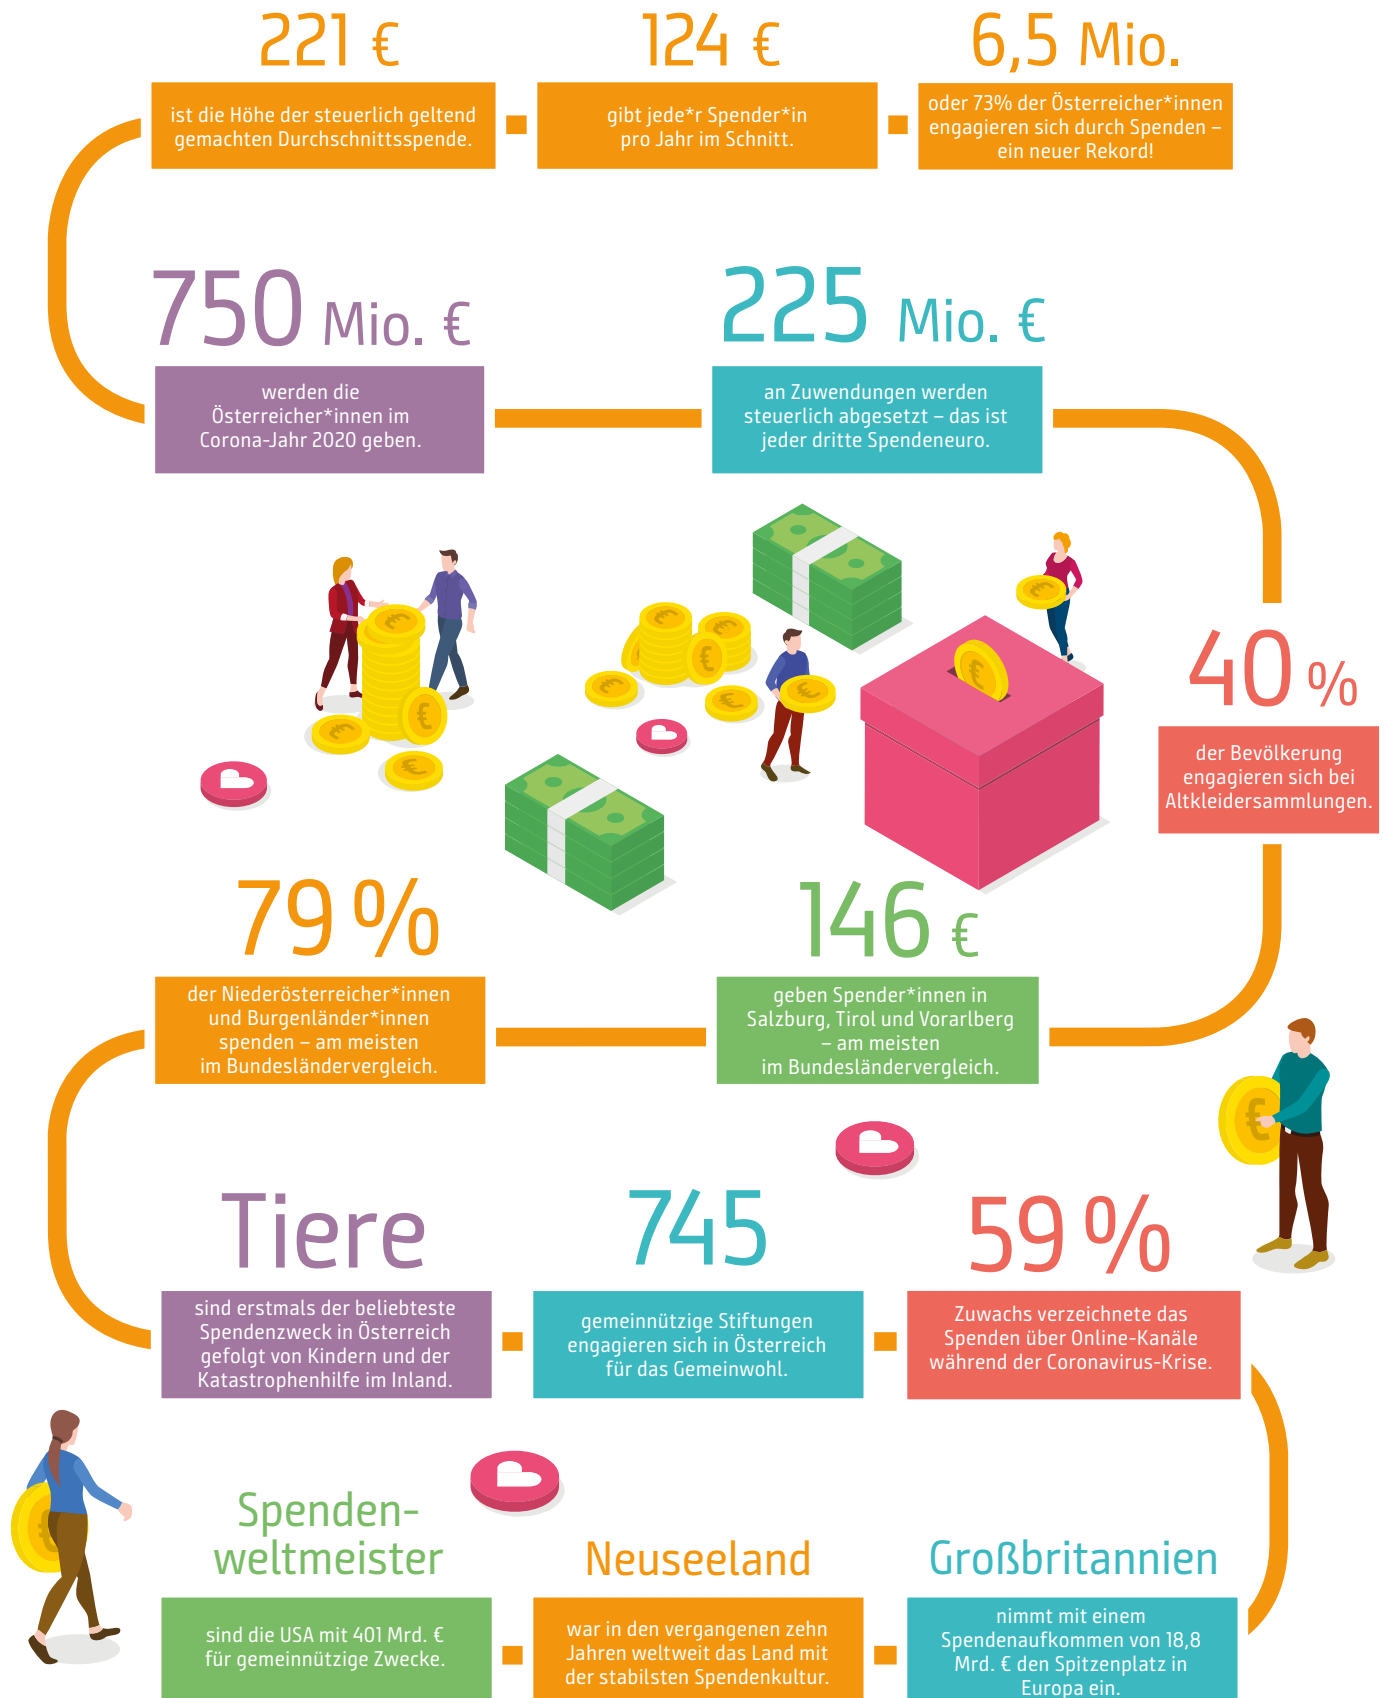 221 €
ist die Höhe der steuerlich geltend
gemachten Durchschnittsspende.
124 €
gibt jede*r Spender*in
pro Jahr im Schnitt.
6,5 Mio.
oder 73% der Österreicher*innen
engagieren sich durch Spenden –
ein neuer Rekord!
750 Mio. €
werden die
Österreicher*innen im
Corona-Jahr 2020 geben.
225 Mio. €
an Zuwendungen werden
steuerlich abgesetzt – das ist
jeder dritte Spendeneuro.
40 %
der Bevölkerung
engagieren sich bei
Altkleidersammlungen.
79 %
der Niederösterreicher*innen
und Burgenländer*innen
spenden – am meisten
im Bundesländervergleich.
146 €
geben Spender*innen in
Salzburg, Tirol und Vorarlberg
– am meisten
im Bundesländervergleich.
Tiere
sind erstmals der beliebteste
Spendenzweck in Österreich
gefolgt von Kindern und der
Katastrophenhilfe im Inland.
745
gemeinnützige Stiftungen
engagieren sich in Österreich
für das Gemeinwohl.
59 %
Zuwachs verzeichnete das
Spenden über Online-Kanäle
während der Coronavirus-Krise.
Spenden-
weltmeister
sind die USA mit 401 Mrd. €
für gemeinnützige Zwecke.
Neuseeland
war in den vergangenen zehn
Jahren weltweit das Land mit
der stabilsten Spendenkultur.
Großbritannien
nimmt mit einem
Spendenaufkommen von 18,8
Mrd. € den Spitzenplatz in
Europa ein.